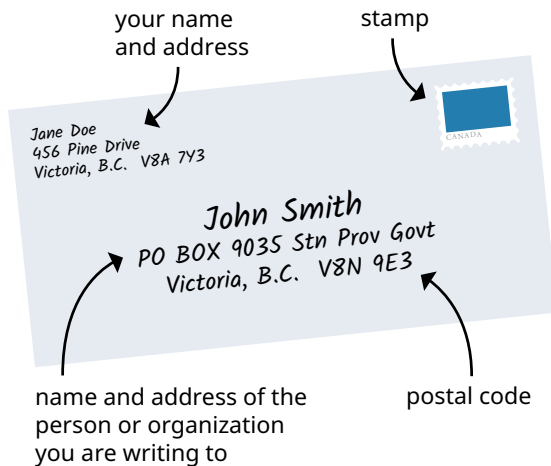 your name
and address
stamp
Jane Doe
456 Pine Drive
Victoria, B.C. V8A 7Y3
CANADA
John Smith
PO BOX 9035 Stn Prov Govt
Victoria, B.C. V8N 9E3
name and address of the
person or organization
you are writing to
postal code